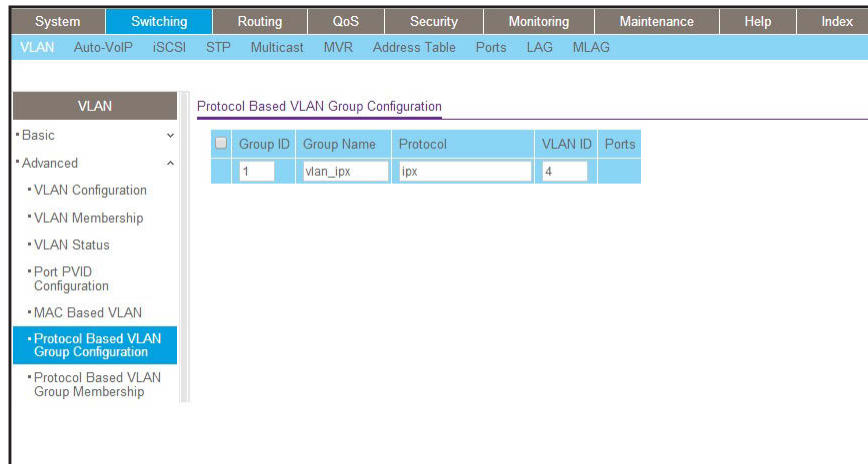 System Switching Routing QoS Security Monitoring Maintenance Help Index
VLAN Auto-VoIP iSCSI STP Multicast MVR Address Table Ports LAG MLAG
VLAN
Basic
Advanced
VLAN Configuration
VLAN Membership
VLAN Status
Port PVID
Configuration
MAC Based VLAN
Protocol Based VLAN
Group Configuration
Protocol Based VLAN
Group Membership
Protocol Based VLAN Group Configuration
Group ID Group Name Protocol VLAN ID Ports
1 vlan_ipx ipx 4